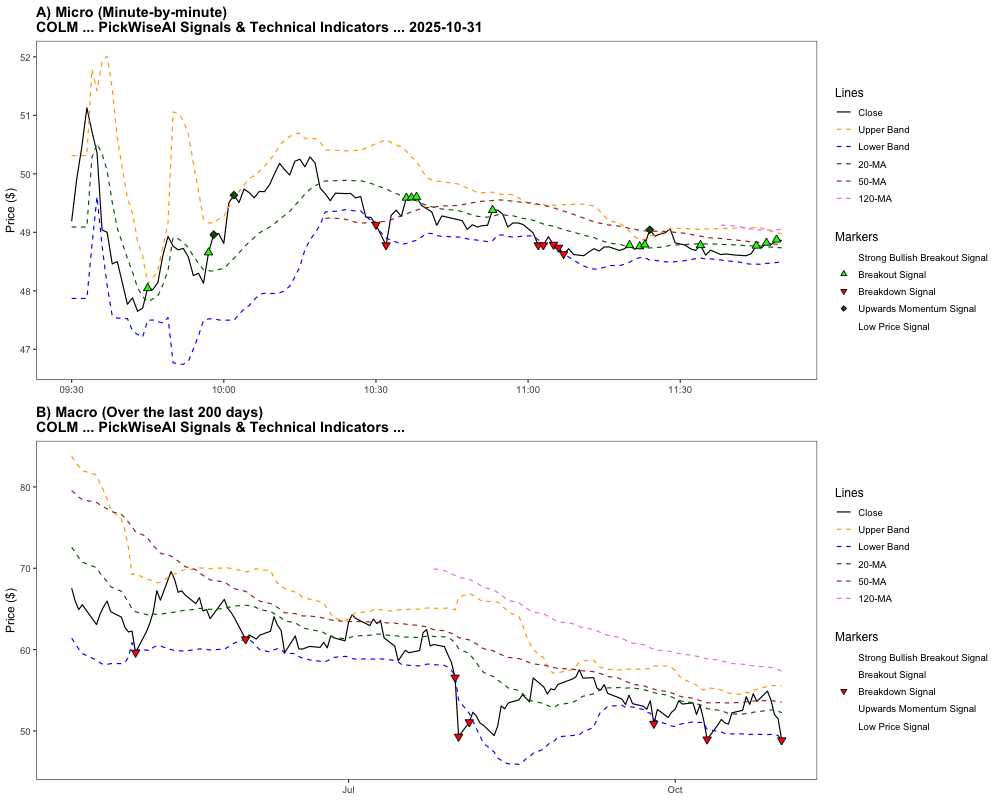 A) Micro (Minute-by-minute)
COLM ... PickWiseAI Signals & Technical Indicators ... 2025-10-31
52
51
50
49
48
47
Price ($)
09:30
10:00
10:30
11:00
11:30
Lines
Close
Upper Band
Lower Band
20-MA
50-MA
120-MA
Markers
Strong Bullish Breakout Signal
Breakout Signal
Breakdown Signal
Upwards Momentum Signal
Low Price Signal
B) Macro (Over the last 200 days)
COLM ... PickWiseAI Signals & Technical Indicators ...
80
70
60
50
Price ($)
Jul
Oct
Lines
Close
Upper Band
Lower Band
20-MA
50-MA
120-MA
Markers
Strong Bullish Breakout Signal
Breakout Signal
Breakdown Signal
Upwards Momentum Signal
Low Price Signal